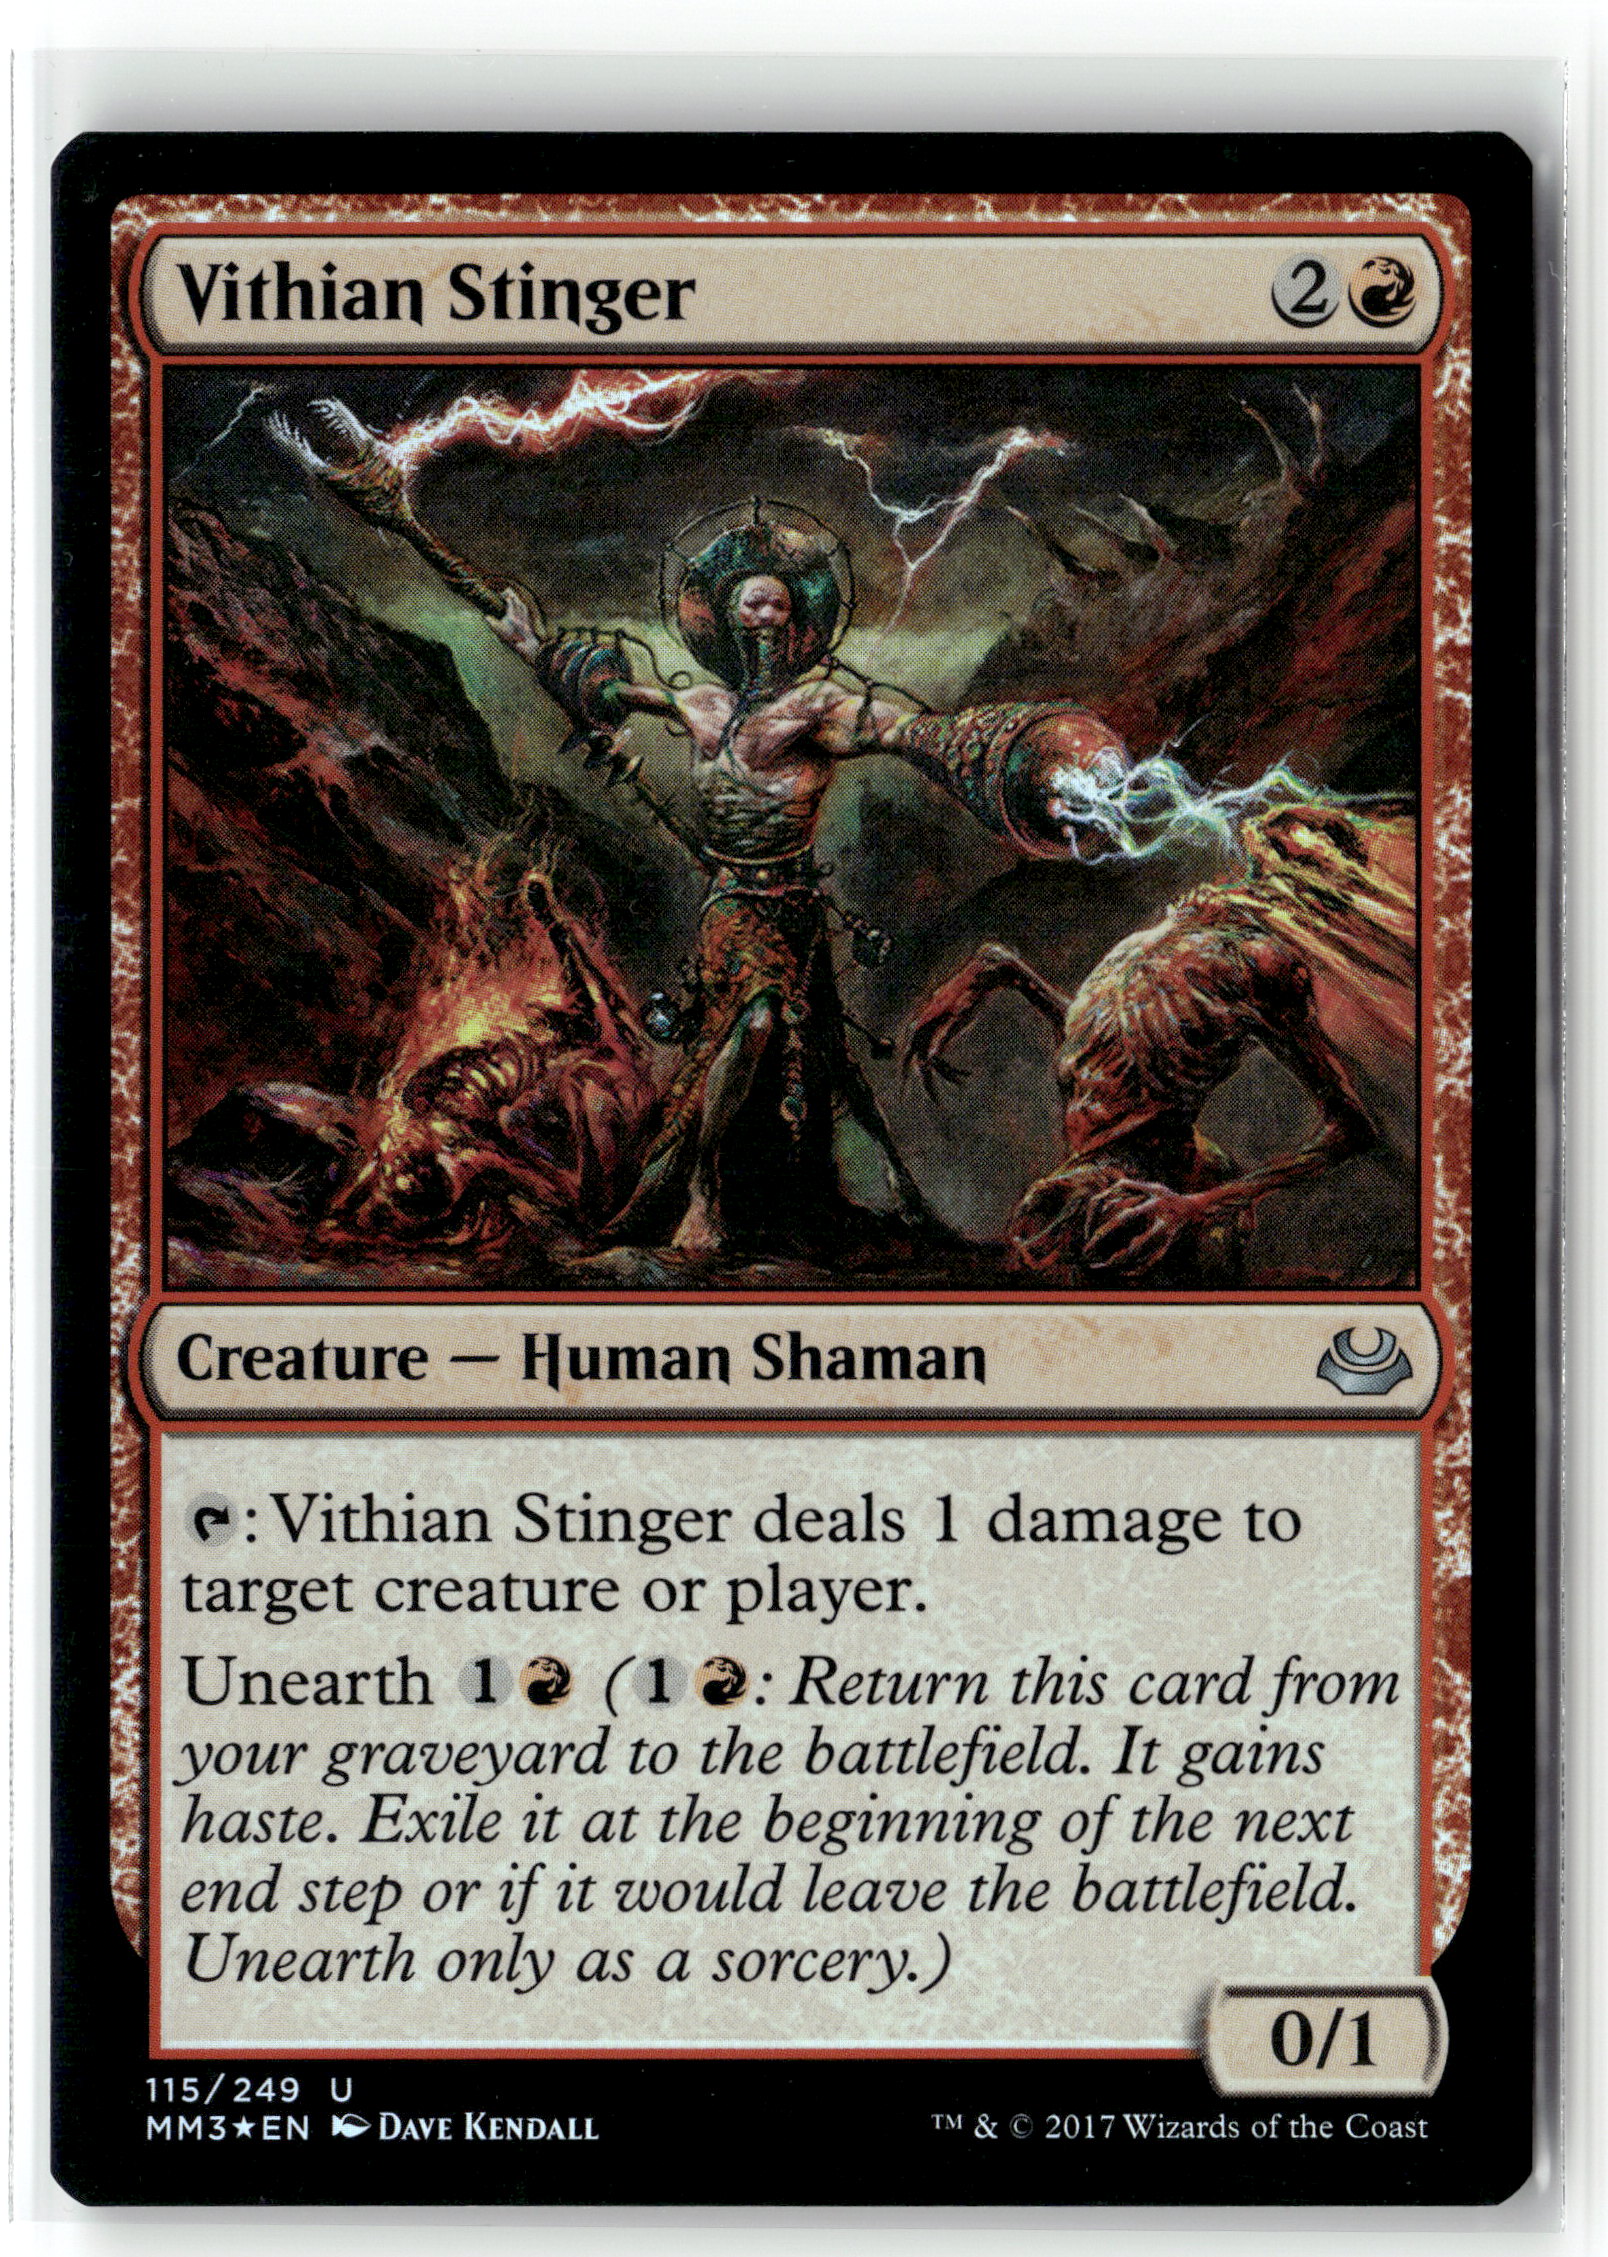 Vithian Stinger 2
Creature — Human Shaman
: Vithian Stinger deals 1 damage to
target creature or player.
Unearth 1 (1 : Return this card from
your graveyard to the battlefield. It gains
haste. Exile it at the beginning of the next
end step or if it would leave the battlefield.
Unearth only as a sorcery.)
0/1
115/249 U
MM3★EN DAVE KENDALL
™ & © 2017 Wizards of the Coast